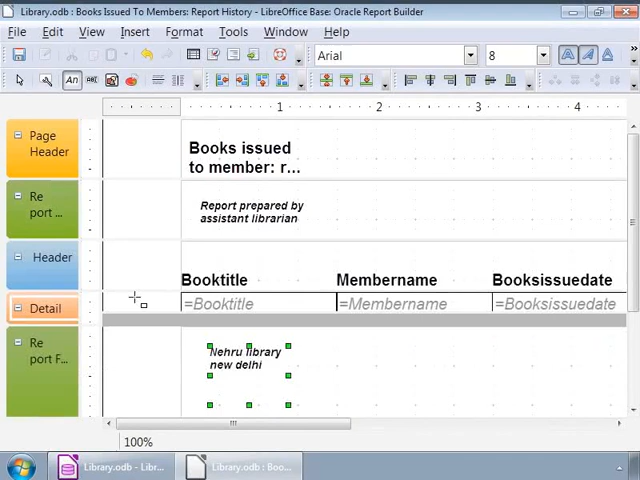 Library.odb : Books Issued To Members: Report History - LibreOffice Base: Oracle Report Builder
File Edit View Insert Format Tools Window Help
Arial 8
1 2 3 4
Page Header
Books issued
to member: r...
Re
port ...
Report prepared by
assistant librarian
Header
Booktitle Membername Booksissuedate
Detail
=Booktitle =Membername =Booksissuedate
Re
port F...
Nehru library
new delhi
100%
Library.odb - Libr... Library.odb : Boo...